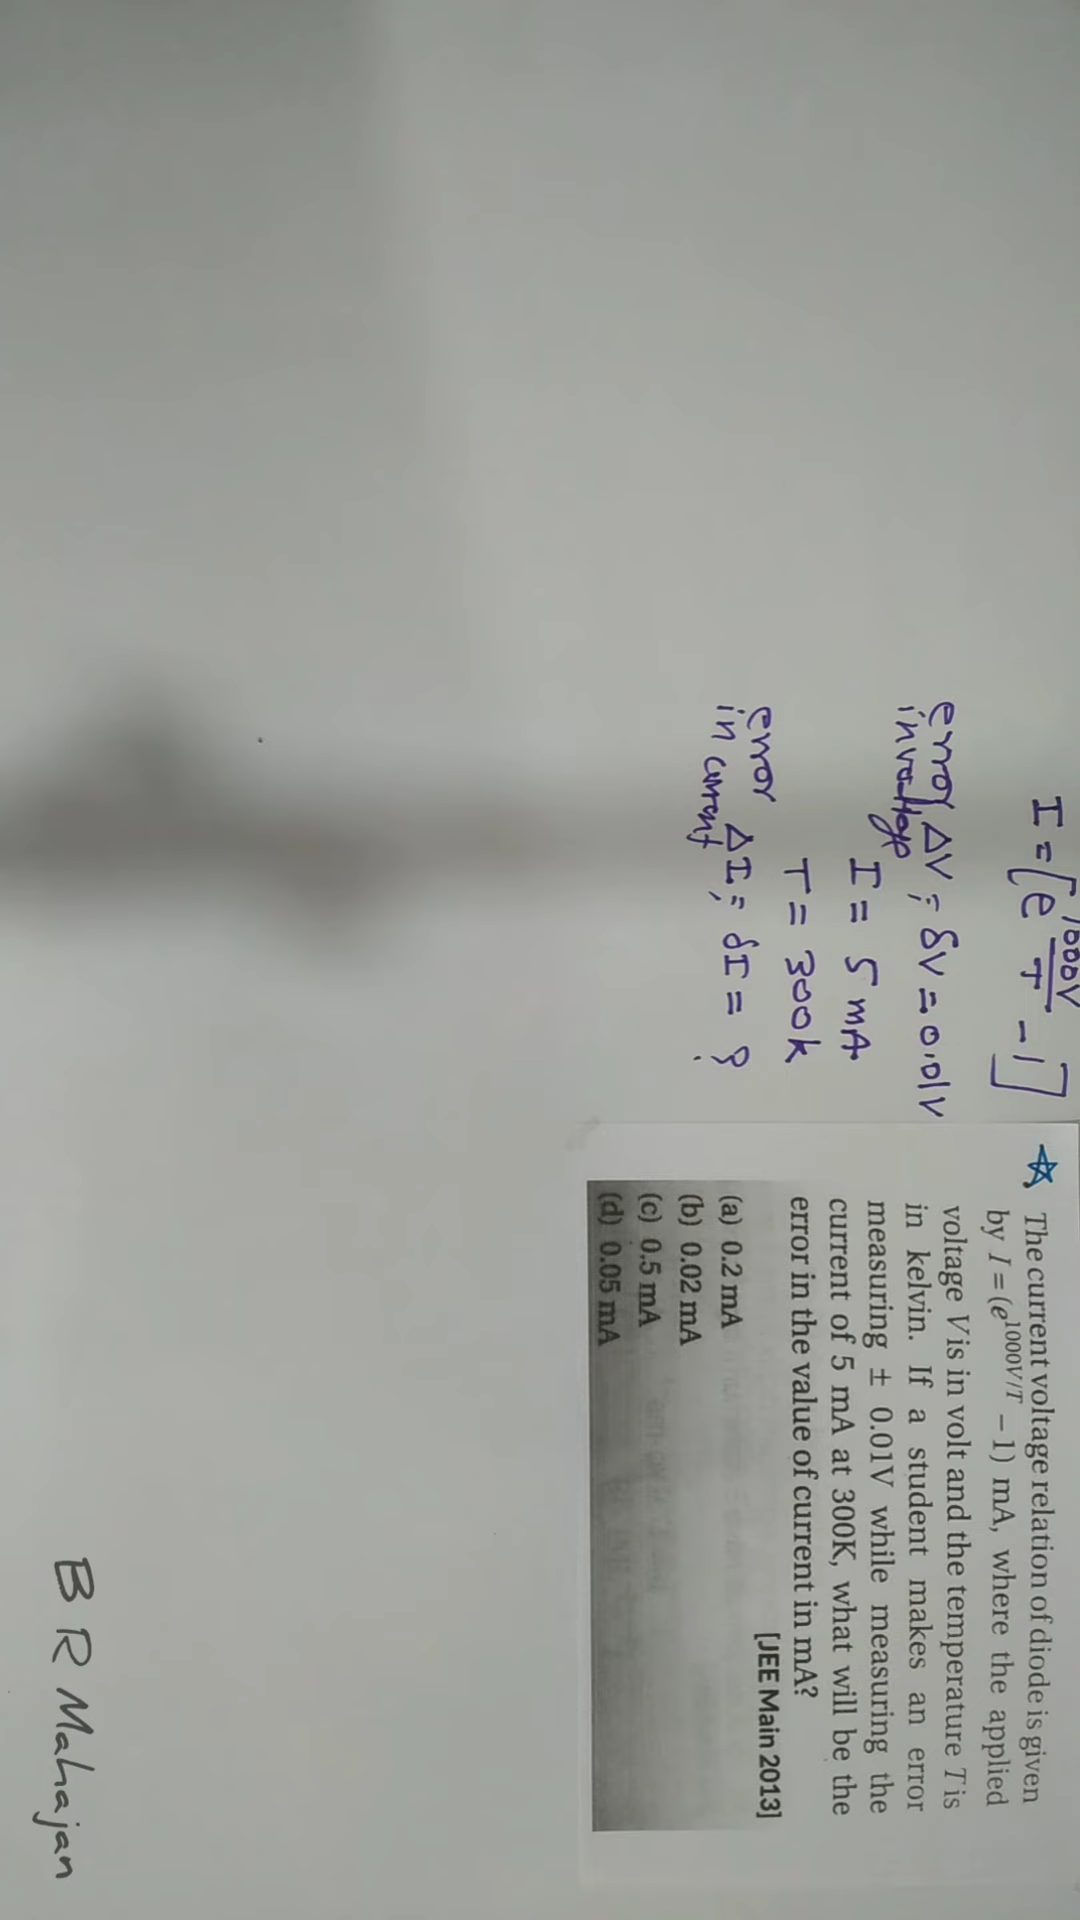 I = [e 1000V/T - 1]
error in voltage ΔV = δV = 0.01V
I = 5 mA
T = 300k
error in current ΔI = δI = ?
☆ The current voltage relation of diode is given
by I = (e^1000V/T – 1) mA, where the applied
voltage V is in volt and the temperature T is
in kelvin. If a student makes an error
measuring ± 0.01V while measuring the
current of 5 mA at 300K, what will be the
error in the value of current in mA?
[JEE Main 2013]
(a) 0.2 mA
(b) 0.02 mA
(c) 0.5 mA
(d) 0.05 mA
B R Mahajan